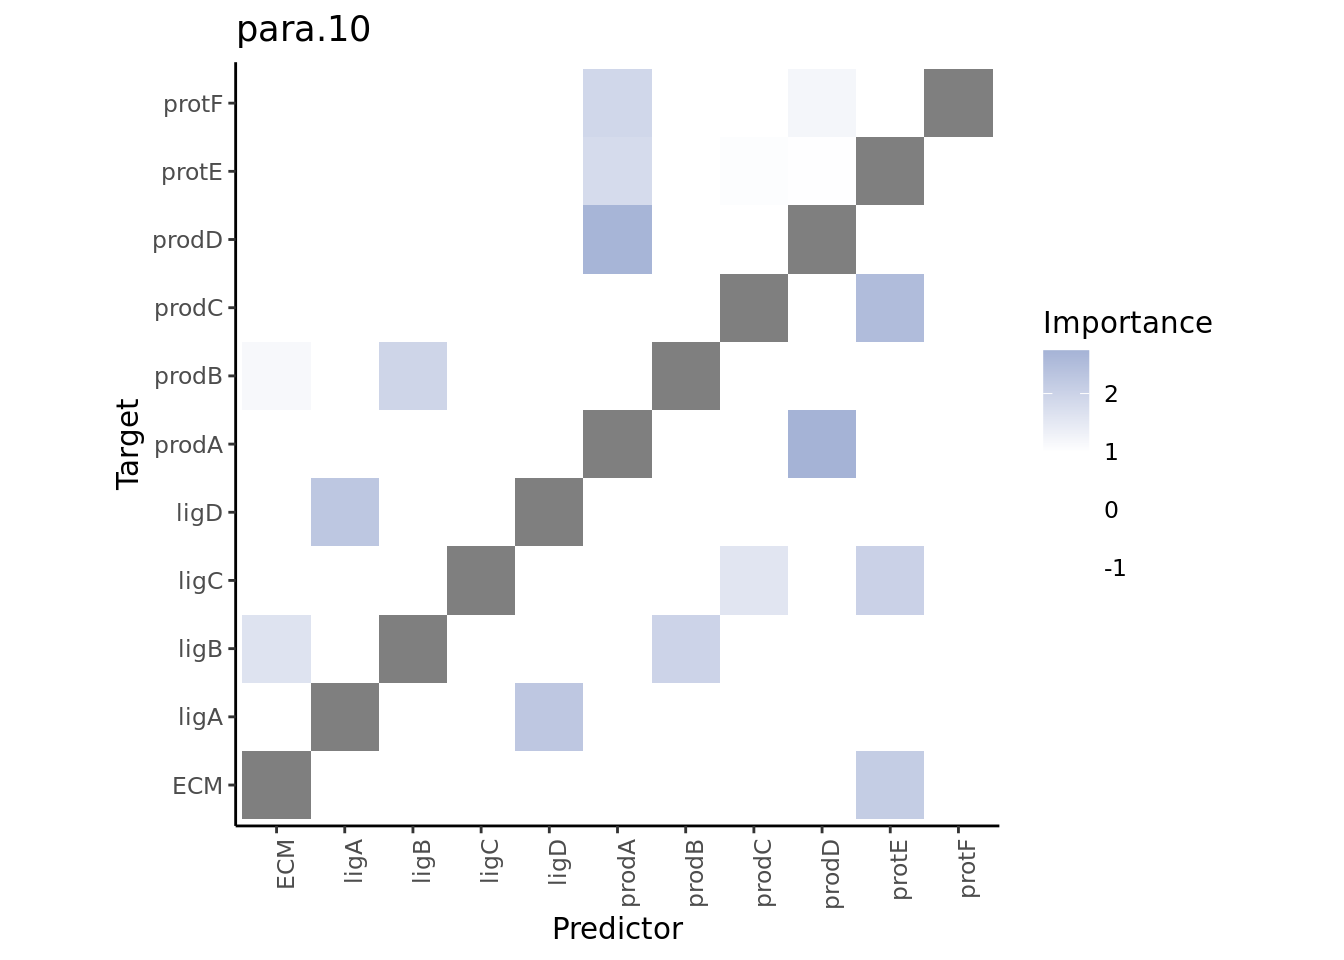 para.10
protF
protE
prodD
prodC
prodB
prodA
ligD
ligC
ligB
ligA
ECM
Target
ECM
ligA
ligB
ligC
ligD
prodA
prodB
prodC
prodD
protE
protF
Predictor
Importance
2
1
0
-1